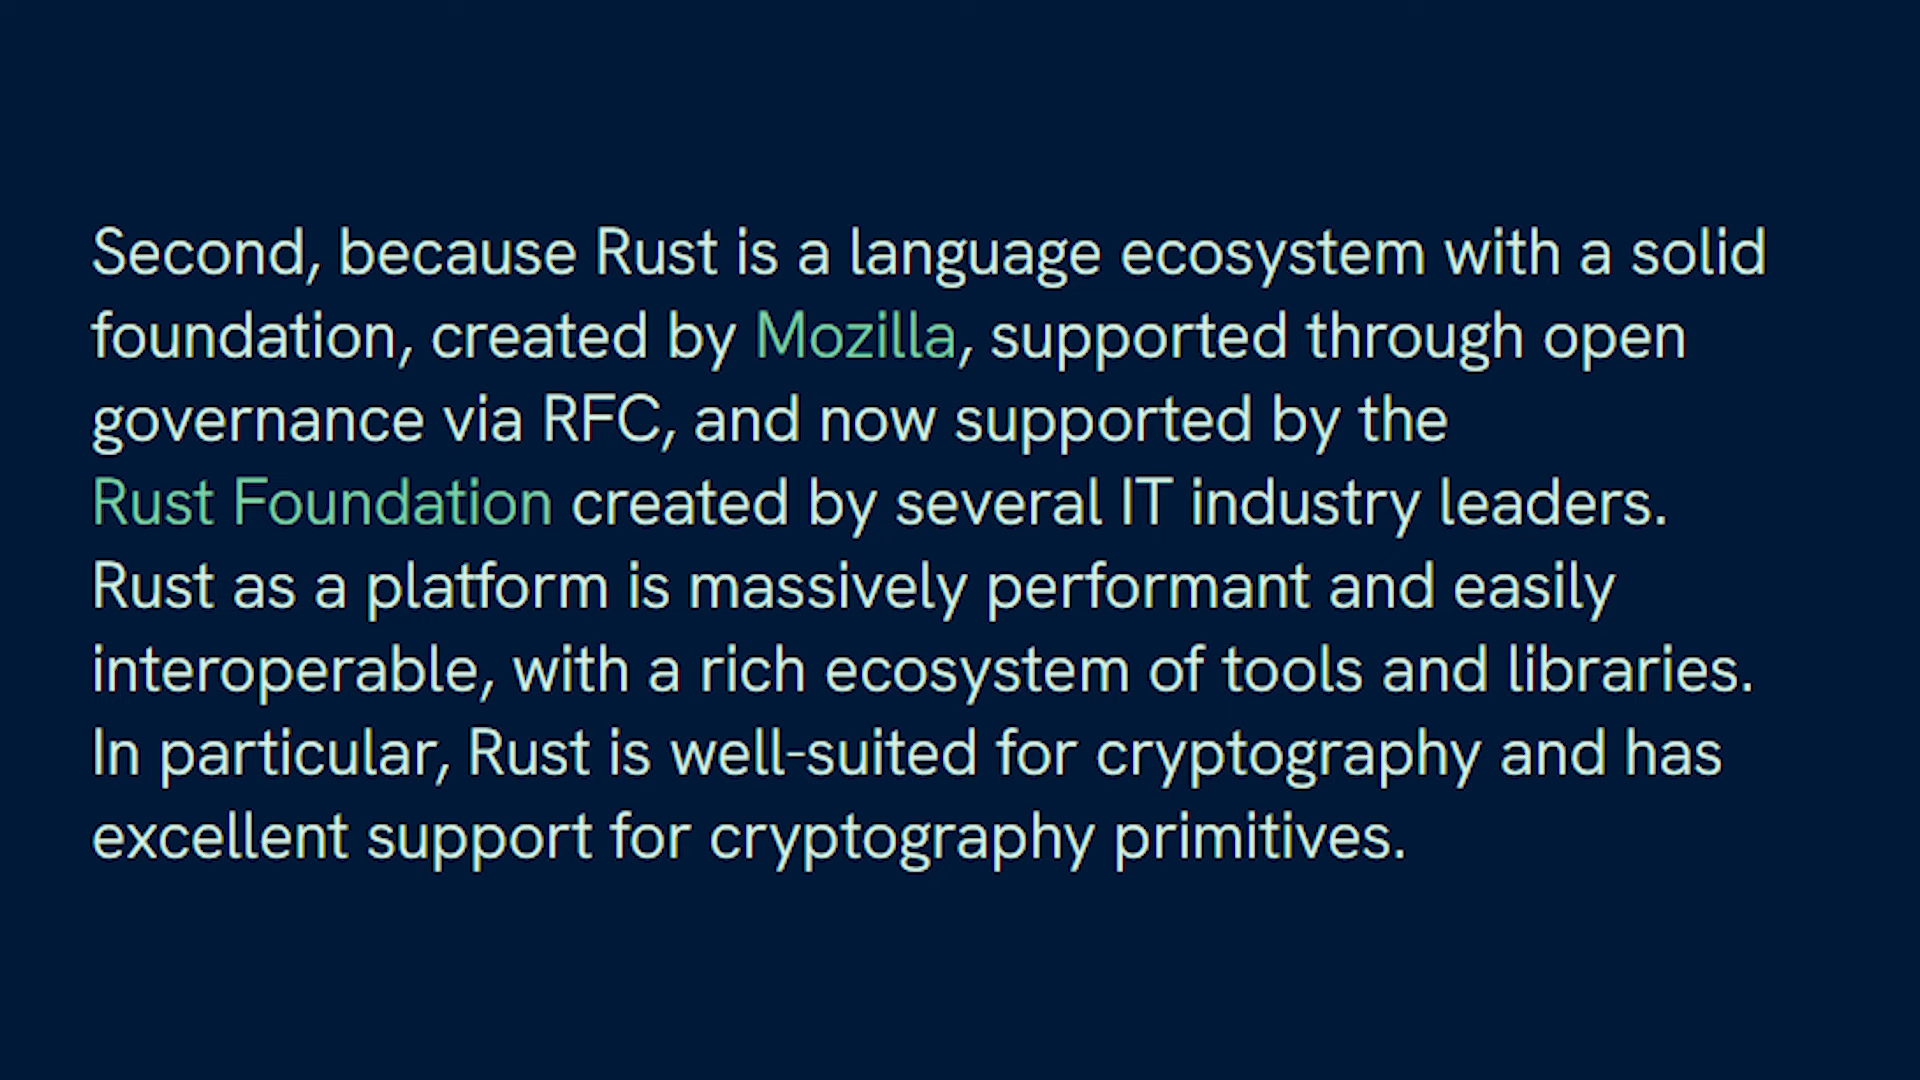 Second, because Rust is a language ecosystem with a solid
foundation, created by Mozilla, supported through open
governance via RFC, and now supported by the
Rust Foundation created by several IT industry leaders.
Rust as a platform is massively performant and easily
interoperable, with a rich ecosystem of tools and libraries.
In particular, Rust is well-suited for cryptography and has
excellent support for cryptography primitives.